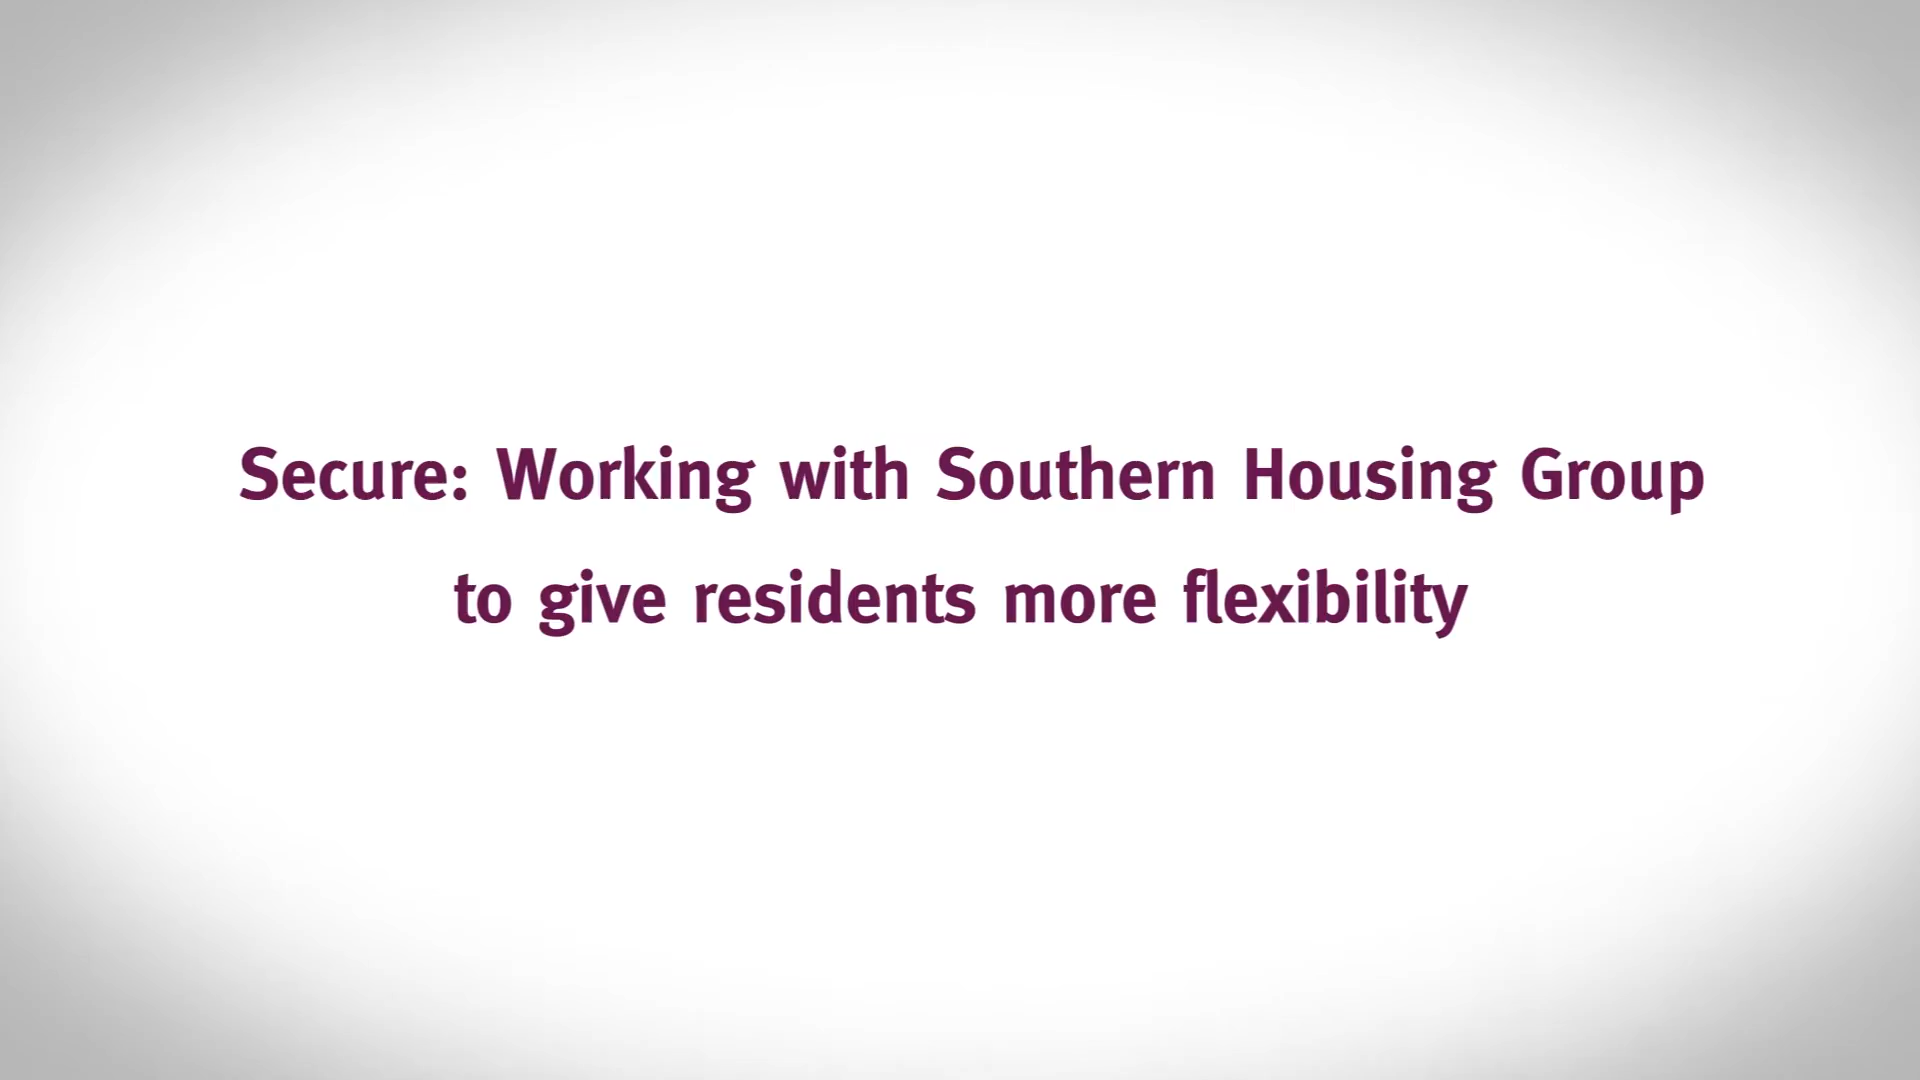 Secure: Working with Southern Housing Group
to give residents more flexibility